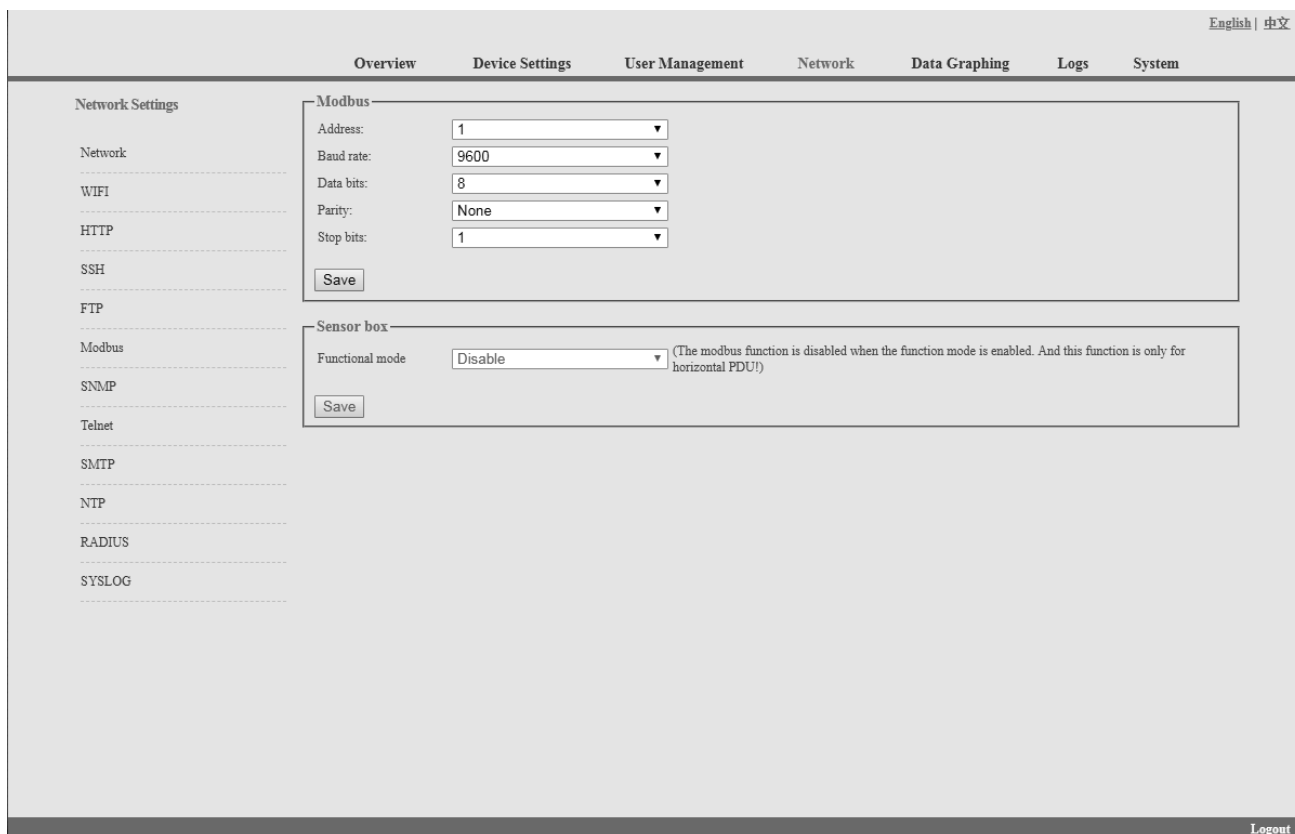 English | 中文
Overview Device Settings User Management Network Data Graphing Logs System
Network Settings
Network
WIFI
HTTP
SSH
FTP
Modbus
SNMP
Telnet
SMTP
NTP
RADIUS
SYSLOG
Modbus
Address: 1
Baud rate: 9600
Data bits: 8
Parity: None
Stop bits: 1
Save
Sensor box
Functional mode Disable (The modbus function is disabled when the function mode is enabled. And this function is only for
horizontal PDU!)
Save
Logout